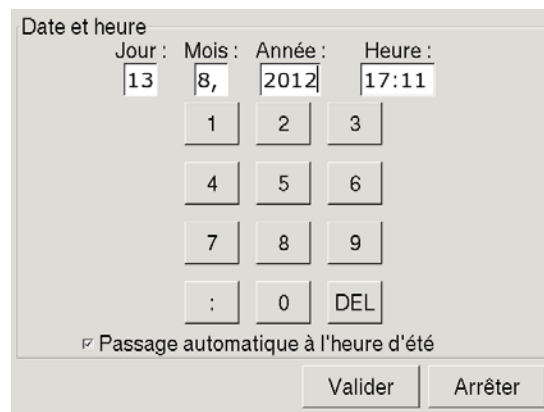 Date et heure
Jour : Mois : Année : Heure :
13 8, 2012 17:11
1 2 3
4 5 6
7 8 9
: 0 DEL
Passage automatique à l'heure d'été
Valider Arrêter